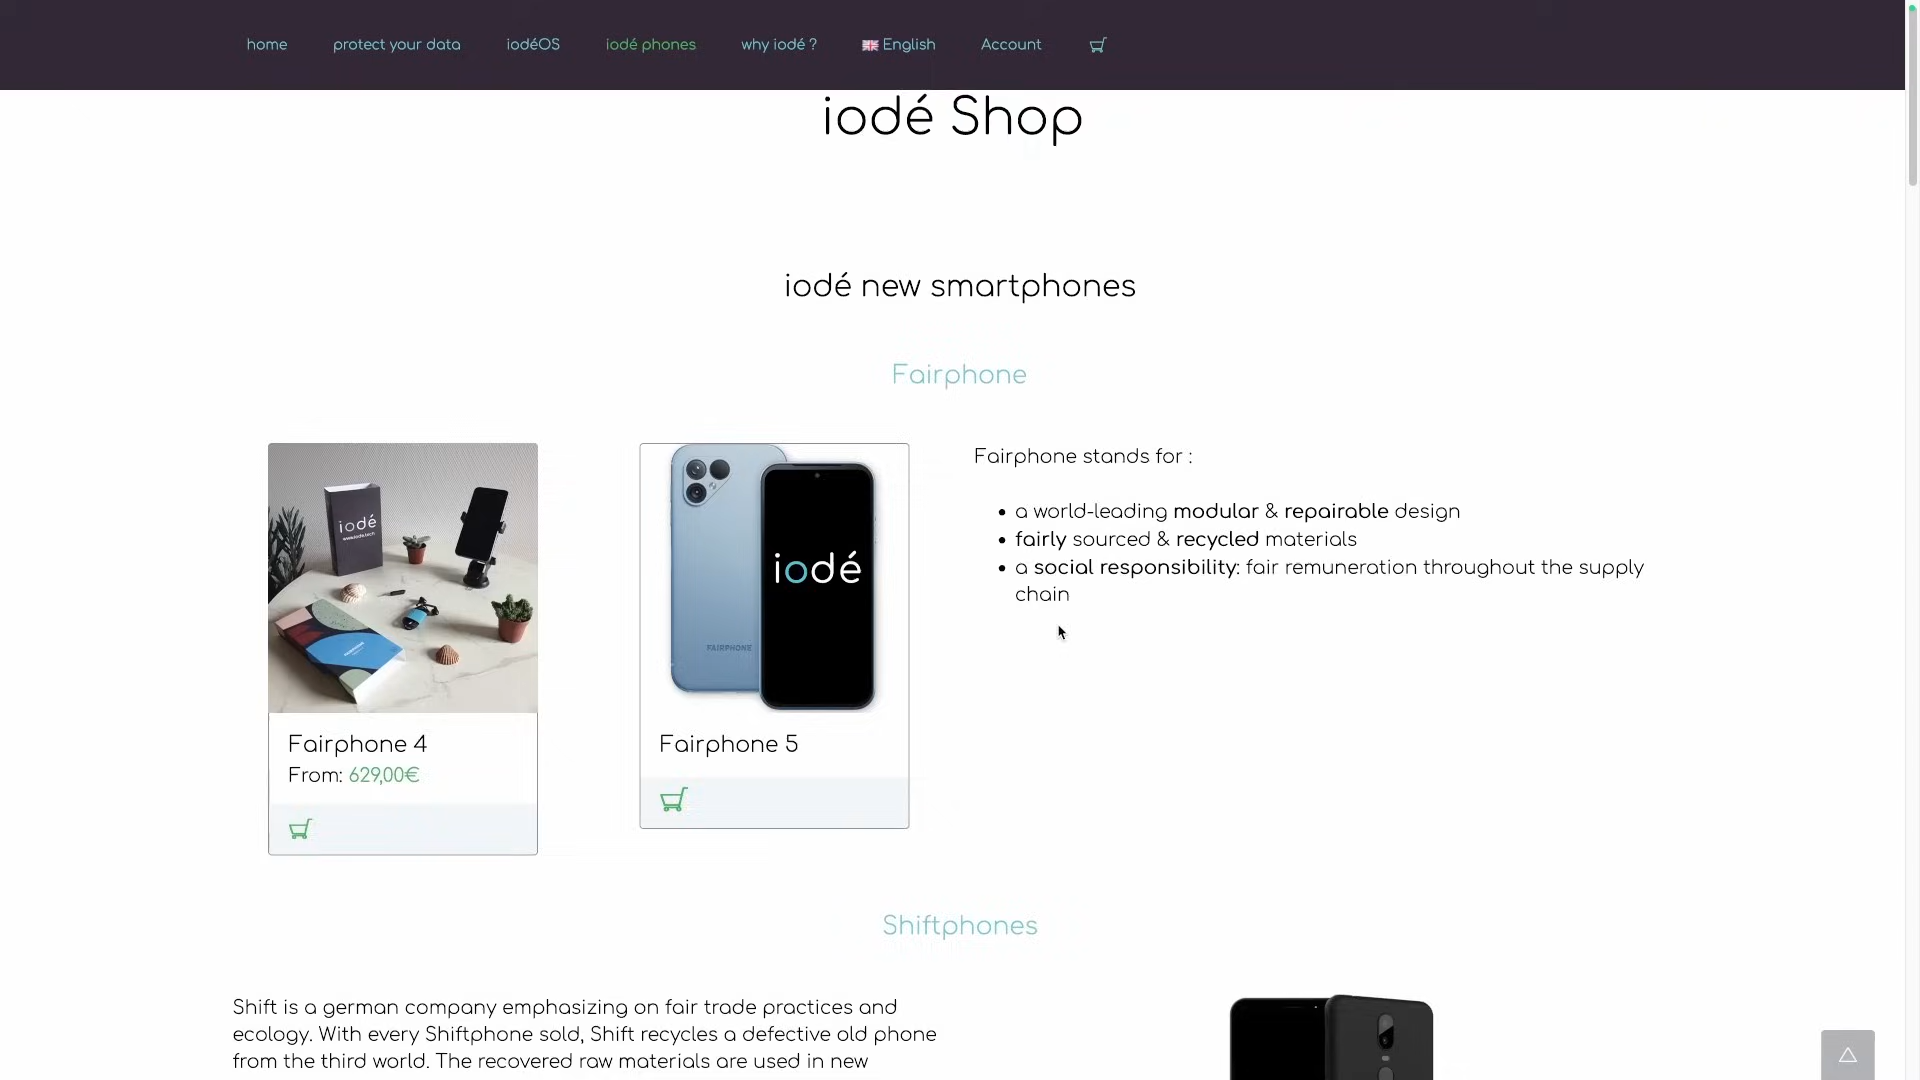 home protect your data iodéOS iodé phones why iodé ? English Account
iodé Shop
iodé new smartphones
Fairphone
iodé
www.iode.tech
iodé
FAIRPHONE
Fairphone 4
From: 629,00€
Fairphone 5
Fairphone stands for :
• a world-leading modular & repairable design
• fairly sourced & recycled materials
• a social responsibility: fair remuneration throughout the supply
chain
Shiftphones
Shift is a german company emphasizing on fair trade practices and
ecology. With every Shiftphone sold, Shift recycles a defective old phone
from the third world. The recovered raw materials are used in new